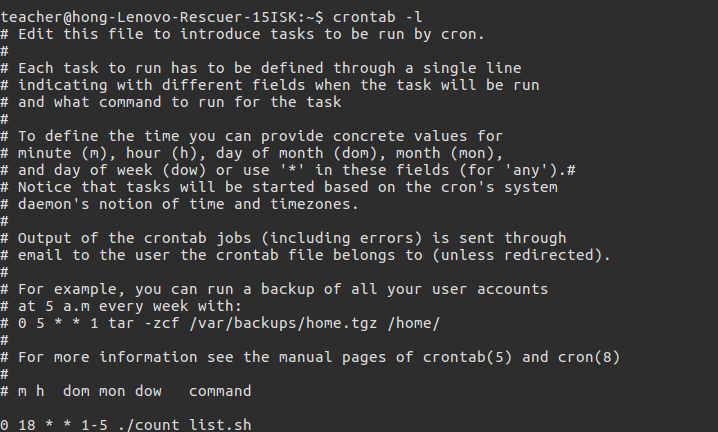 teacher@hong-Lenovo-Rescuer-15ISK:~$ crontab -l
# Edit this file to introduce tasks to be run by cron.
#
# Each task to run has to be defined through a single line
# indicating with different fields when the task will be run
# and what command to run for the task
#
# To define the time you can provide concrete values for
# minute (m), hour (h), day of month (dom), month (mon),
# and day of week (dow) or use '*' in these fields (for 'any').#
# Notice that tasks will be started based on the cron's system
# daemon's notion of time and timezones.
#
# Output of the crontab jobs (including errors) is sent through
# email to the user the crontab file belongs to (unless redirected).
#
# For example, you can run a backup of all your user accounts
# at 5 a.m every week with:
# 0 5 * * 1 tar -zcf /var/backups/home.tgz /home/
#
# For more information see the manual pages of crontab(5) and cron(8)
#
# m h  dom mon dow   command
0 18 * * 1-5 ./count list.sh